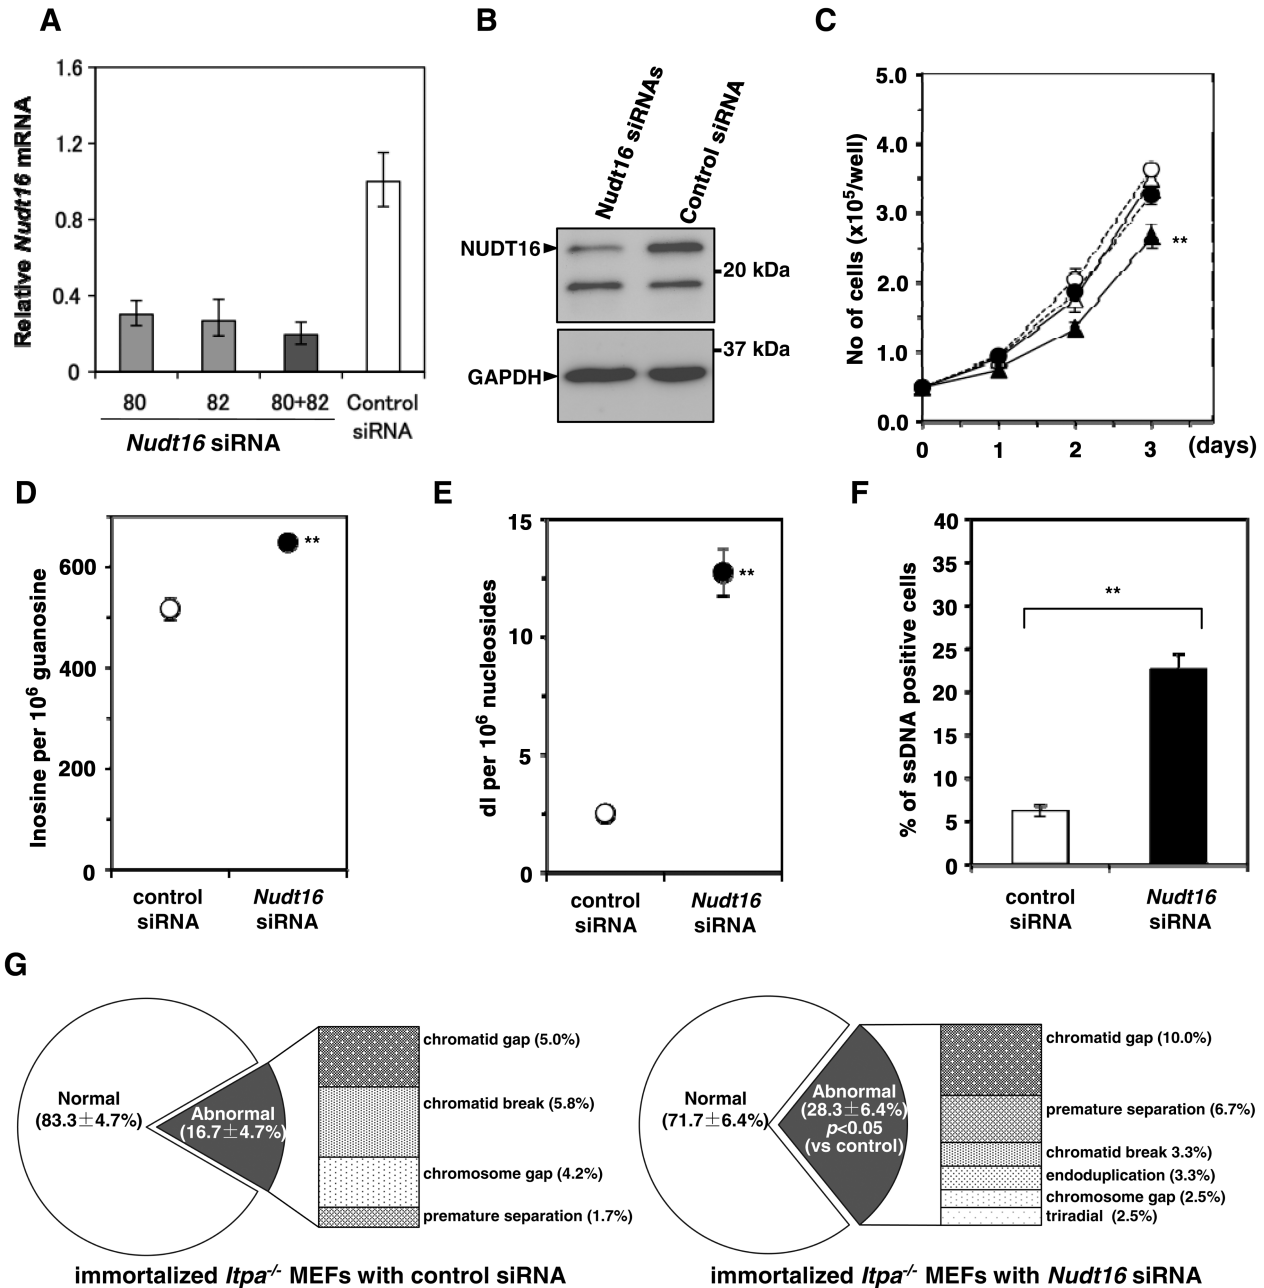 A
Relative Nudt16 mRNA
1.6
1.2
0.8
0.4
0
80
82
80+82
Control
siRNA
Nudt16 siRNA
B
Nudt16 siRNAs
Control siRNA
NUDT16
20 kDa
37 kDa
GAPDH
C
No of cells (x10⁵/well)
5.0
4.0
3.0
2.0
1.0
0.0
**
0
1
2
3
(days)
D
Inosine per 10⁶ guanosine
600
400
200
0
**
control
siRNA
Nudt16
siRNA
E
dI per 10⁶ nucleosides
15
10
5
0
**
control
siRNA
Nudt16
siRNA
F
% of ssDNA positive cells
40
35
30
25
20
15
10
5
0
**
control
siRNA
Nudt16
siRNA
G
Normal
(83.3±4.7%)
Abnormal
(16.7±4.7%)
chromatid gap (5.0%)
chromatid break (5.8%)
chromosome gap (4.2%)
premature separation (1.7%)
immortalized Itpa-/- MEFs with control siRNA
Normal
(71.7±6.4%)
Abnormal
(28.3±6.4%)
p<0.05
(vs control)
chromatid gap (10.0%)
premature separation (6.7%)
chromatid break 3.3%)
endoduplication (3.3%)
chromosome gap (2.5%)
triradial (2.5%)
immortalized Itpa-/- MEFs with Nudt16 siRNA